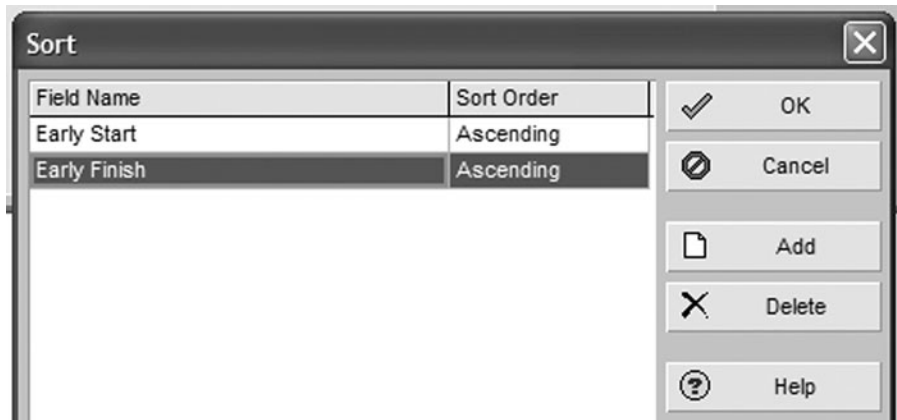 Sort
Field Name Sort Order
Early Start Ascending
Early Finish Ascending
OK
Cancel
Add
Delete
Help